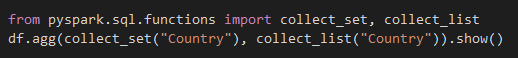 from pyspark.sql.functions import collect_set, collect_list
df.agg(collect_set("Country"), collect_list("Country")).show()